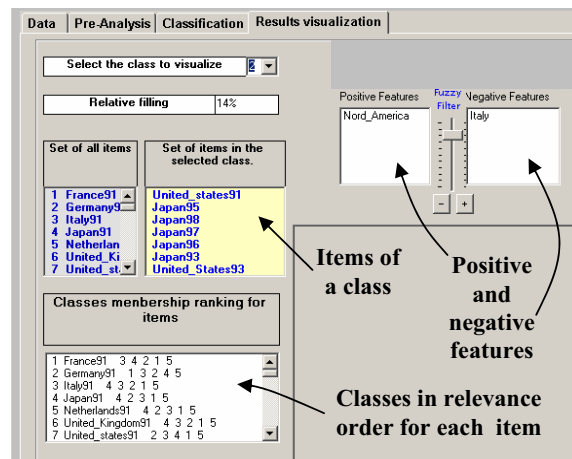 Data Pre-Analysis Classification Results visualization
Select the class to visualize 2
Relative filling 14%
Set of all items
1 France91
2 Germany9
3 Italy91
4 Japan91
5 Netherlan
6 United_Ki
7 United_st
Set of items in the
selected class.
United_states91
Japan95
Japan98
Japan97
Japan96
Japan93
United_States93
Positive Features
Nord_America
Fuzzy
Filter
- +
Negative Features
Italy
Items of
a class
Positive
and
negative
features
Classes menbership ranking for
items
1 France91 3 4 2 1 5
2 Germany91 1 3 2 4 5
3 Italy91 4 3 2 1 5
4 Japan91 4 2 3 1 5
5 Netherlands91 4 2 3 1 5
6 United_Kingdom91 4 3 2 1 5
7 United_states91 2 3 4 1 5
Classes in relevance
order for each item